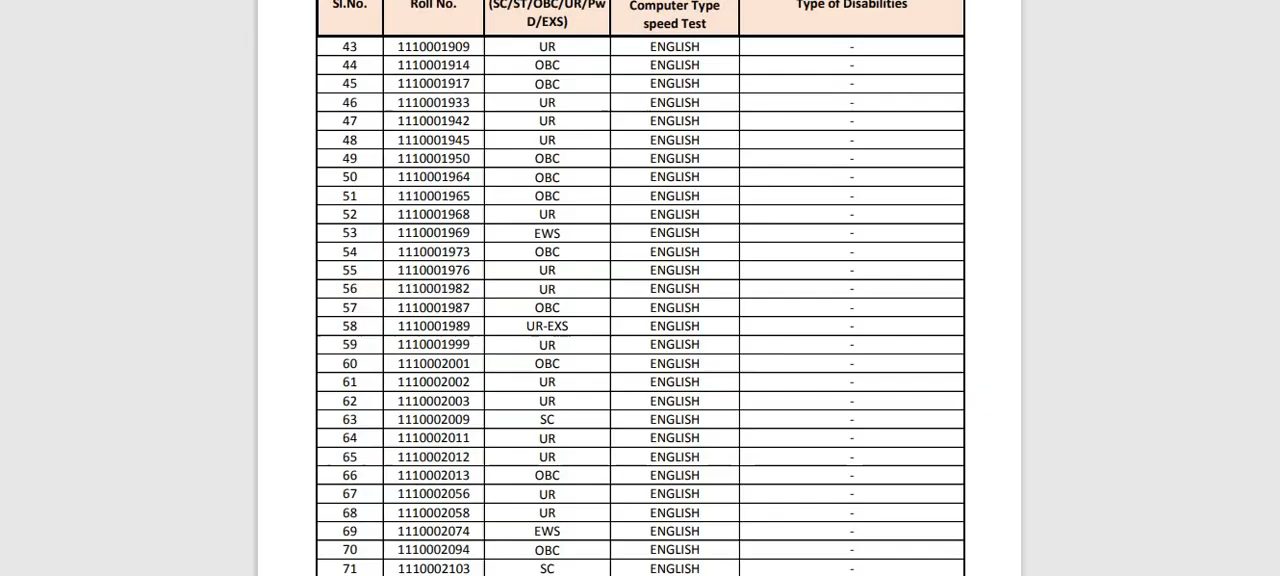 Sl.No. Roll No. (SC/ST/OBC/UR/PwD/EXS) Computer Type speed Test Type of Disabilities
43 1110001909 UR ENGLISH -
44 1110001914 OBC ENGLISH -
45 1110001917 OBC ENGLISH -
46 1110001933 UR ENGLISH -
47 1110001942 UR ENGLISH -
48 1110001945 UR ENGLISH -
49 1110001950 OBC ENGLISH -
50 1110001964 OBC ENGLISH -
51 1110001965 OBC ENGLISH -
52 1110001968 UR ENGLISH -
53 1110001969 EWS ENGLISH -
54 1110001973 OBC ENGLISH -
55 1110001976 UR ENGLISH -
56 1110001982 UR ENGLISH -
57 1110001987 OBC ENGLISH -
58 1110001989 UR-EXS ENGLISH -
59 1110001999 UR ENGLISH -
60 1110002001 OBC ENGLISH -
61 1110002002 UR ENGLISH -
62 1110002003 UR ENGLISH -
63 1110002009 SC ENGLISH -
64 1110002011 UR ENGLISH -
65 1110002012 UR ENGLISH -
66 1110002013 OBC ENGLISH -
67 1110002056 UR ENGLISH -
68 1110002058 UR ENGLISH -
69 1110002074 EWS ENGLISH -
70 1110002094 OBC ENGLISH -
71 1110002103 SC ENGLISH -